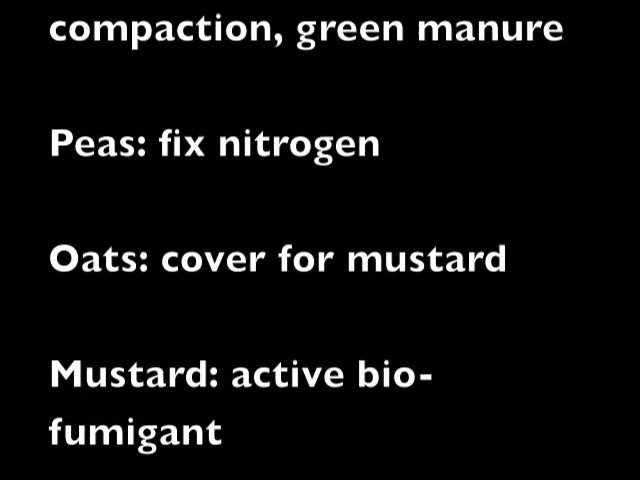 compaction, green manure
Peas: fix nitrogen
Oats: cover for mustard
Mustard: active bio-
fumigant